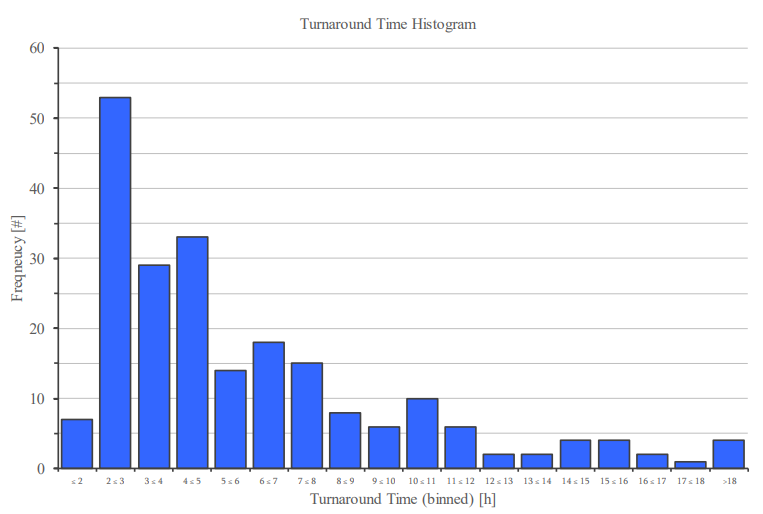 Turnaround Time Histogram
60
50
40
30
20
10
0
Freqneucy [#]
≤ 2 2 ≤ 3 3 ≤ 4 4 ≤ 5 5 ≤ 6 6 ≤ 7 7 ≤ 8 8 ≤ 9 9 ≤ 10 10 ≤ 11 11 ≤ 12 12 ≤ 13 13 ≤ 14 14 ≤ 15 15 ≤ 16 16 ≤ 17 17 ≤ 18 >18
Turnaround Time (binned) [h]